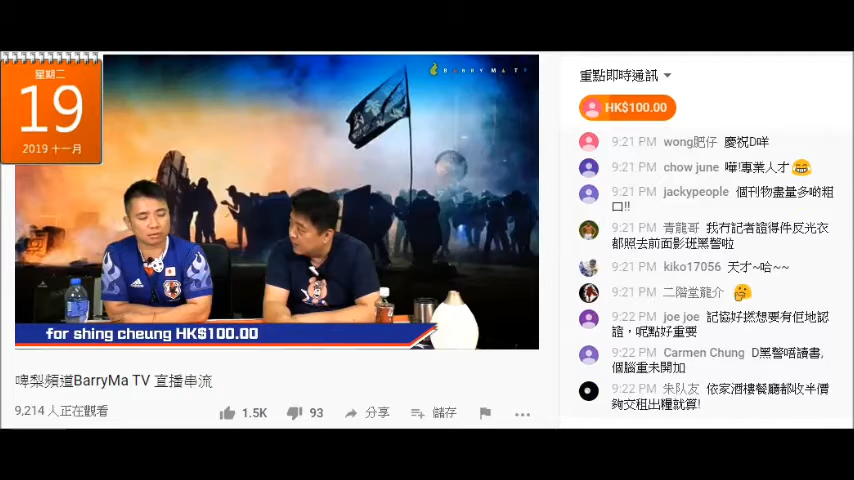 星期二
19
2019 十一月
BARRY MA TV
for shing cheung HK$100.00
啤梨頻道BarryMa TV 直播串流
9,214 人正在觀看
1.5K
93
分享
儲存
重點即時通訊
HK$100.00
9:21 PM wong肥仔 慶祝D咩
9:21 PM chow june 嘩!專業人才😂
9:21 PM jackypeople 個刊物盡量多啲粗
口!!
9:21 PM 青龍哥 我冇記者證得件反光衣
都照去前面影班黑警啦
9:21 PM kiko17056 天才~哈~~
9:21 PM 二階堂龍介 🤔
9:22 PM joe joe 記協好撚想要有佢地認
誼，呢點好重要
9:22 PM Carmen Chung D黑警唔讀書,
個腦重未開加
9:22 PM 朱队友 依家酒樓餐廳都收半價
夠交租出糧就算!